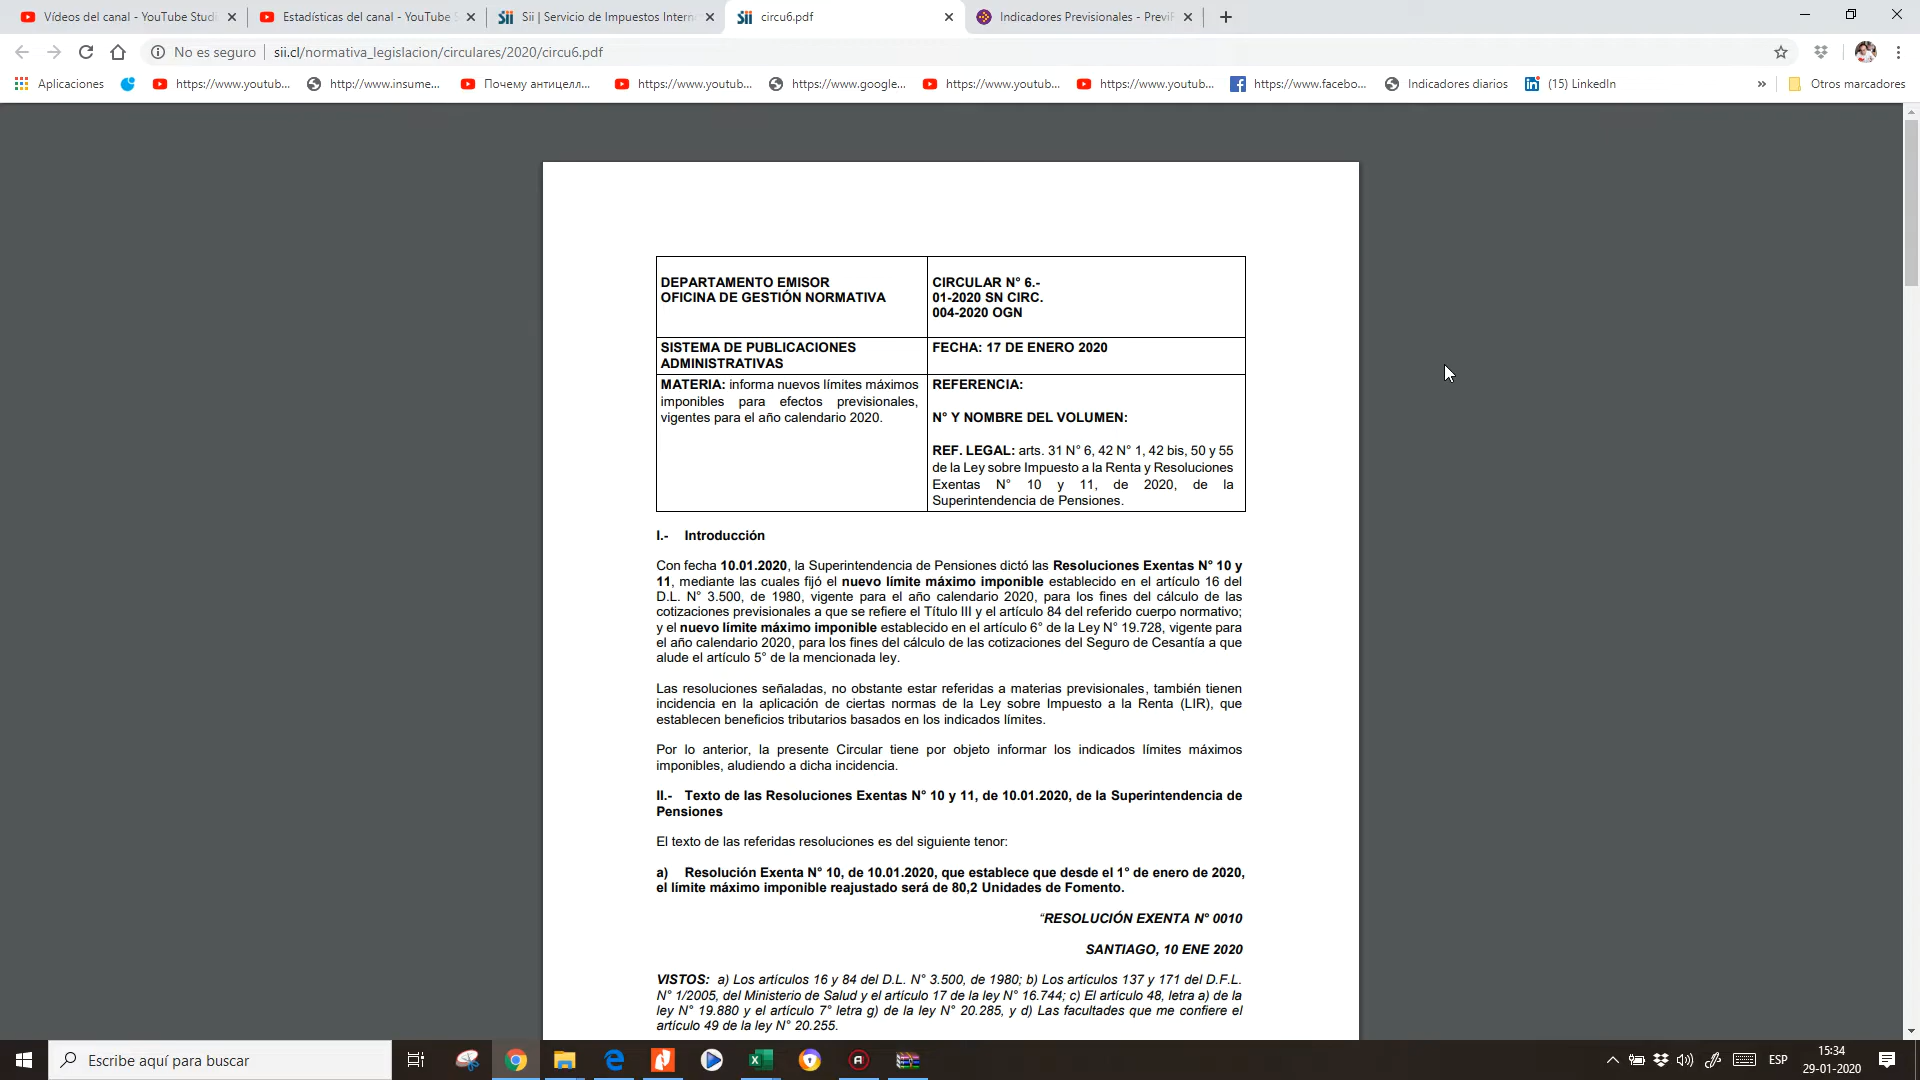 Vídeos del canal - YouTube Studi
Estadísticas del canal - YouTube S
Sii | Servicio de Impuestos Intern
circu6.pdf
Indicadores Previsionales - Previ
No es seguro
sii.cl/normativa_legislacion/circulares/2020/circu6.pdf
Aplicaciones
https://www.youtub...
http://www.insume...
Почему антицелл...
https://www.youtub...
https://www.google...
https://www.youtub...
https://www.youtub...
https://www.facebo...
Indicadores diarios
(15) LinkedIn
»
Otros marcadores
DEPARTAMENTO EMISOR
OFICINA DE GESTIÓN NORMATIVA
CIRCULAR N° 6.-
01-2020 SN CIRC.
004-2020 OGN
SISTEMA DE PUBLICACIONES
ADMINISTRATIVAS
FECHA: 17 DE ENERO 2020
MATERIA: informa nuevos límites máximos
imponibles para efectos previsionales,
vigentes para el año calendario 2020.
REFERENCIA:
N° Y NOMBRE DEL VOLUMEN:
REF. LEGAL: arts. 31 N° 6, 42 N° 1, 42 bis, 50 y 55
de la Ley sobre Impuesto a la Renta y Resoluciones
Exentas N° 10 y 11, de 2020, de la
Superintendencia de Pensiones.
I.- Introducción
Con fecha 10.01.2020, la Superintendencia de Pensiones dictó las Resoluciones Exentas N° 10 y
11, mediante las cuales fijó el nuevo límite máximo imponible establecido en el artículo 16 del
D.L. N° 3.500, de 1980, vigente para el año calendario 2020, para los fines del cálculo de las
cotizaciones previsionales a que se refiere el Título III y el artículo 84 del referido cuerpo normativo;
y el nuevo límite máximo imponible establecido en el artículo 6° de la Ley N° 19.728, vigente para
el año calendario 2020, para los fines del cálculo de las cotizaciones del Seguro de Cesantía a que
alude el artículo 5° de la mencionada ley.
Las resoluciones señaladas, no obstante estar referidas a materias previsionales, también tienen
incidencia en la aplicación de ciertas normas de la Ley sobre Impuesto a la Renta (LIR), que
establecen beneficios tributarios basados en los indicados límites.
Por lo anterior, la presente Circular tiene por objeto informar los indicados límites máximos
imponibles, aludiendo a dicha incidencia.
II.- Texto de las Resoluciones Exentas N° 10 y 11, de 10.01.2020, de la Superintendencia de
Pensiones
El texto de las referidas resoluciones es del siguiente tenor:
a) Resolución Exenta N° 10, de 10.01.2020, que establece que desde el 1° de enero de 2020,
el límite máximo imponible reajustado será de 80,2 Unidades de Fomento.
“RESOLUCIÓN EXENTA N° 0010
SANTIAGO, 10 ENE 2020
VISTOS: a) Los artículos 16 y 84 del D.L. N° 3.500, de 1980; b) Los artículos 137 y 171 del D.F.L.
N° 1/2005, del Ministerio de Salud y el artículo 17 de la ley N° 16.744; c) El artículo 48, letra a) de la
ley N° 19.880 y el artículo 7° letra g) de la ley N° 20.285, y d) Las facultades que me confiere el
artículo 49 de la ley N° 20.255.
Escribe aquí para buscar
ESP
15:34
29-01-2020